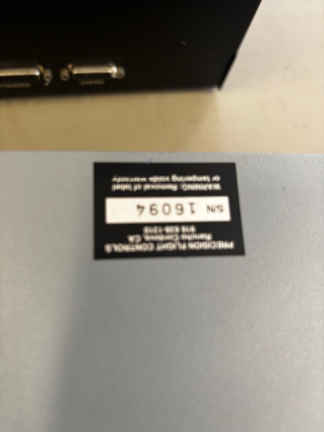 PRECISION FLIGHT CONTROLS
Rancho Cordova, CA
S/N 16094
WARNING: Removal of label
or tampering voids warranty